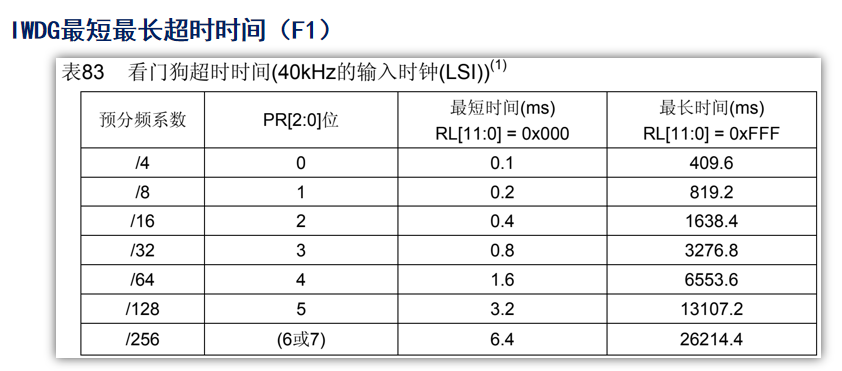 IWDG最短最长超时时间（F1）
表83 看门狗超时时间(40kHz的输入时钟(LSI))(1)
预分频系数 PR[2:0]位 最短时间(ms) 最长时间(ms)
RL[11:0] = 0x000 RL[11:0] = 0xFFF
/4 0 0.1 409.6
/8 1 0.2 819.2
/16 2 0.4 1638.4
/32 3 0.8 3276.8
/64 4 1.6 6553.6
/128 5 3.2 13107.2
/256 (6或7) 6.4 26214.4